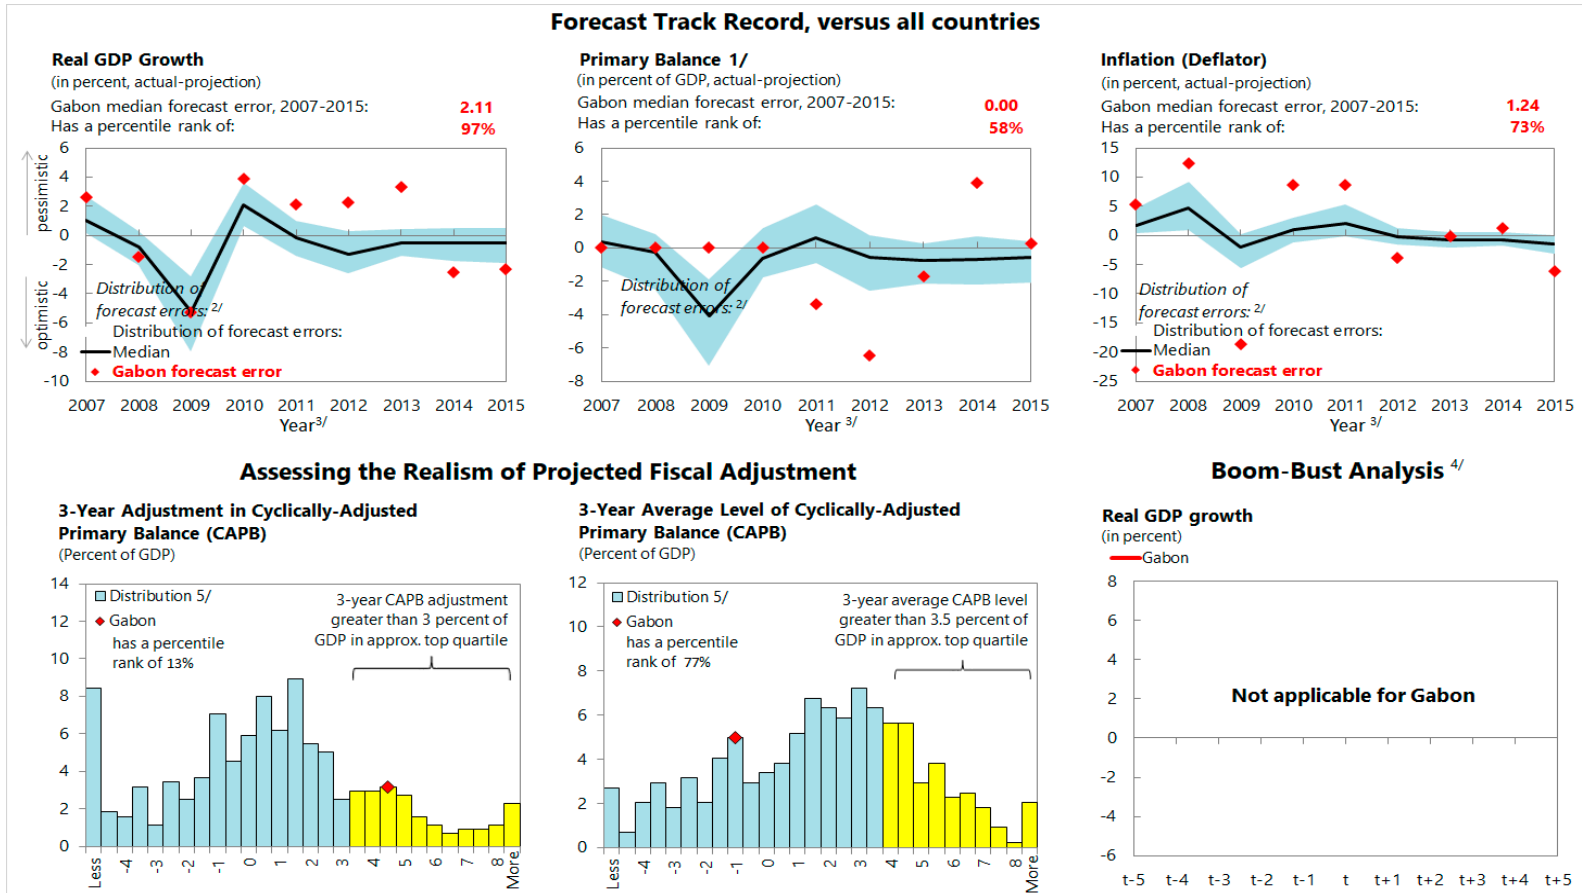 Forecast Track Record, versus all countries
Real GDP Growth
(in percent, actual-projection)
Gabon median forecast error, 2007-2015: 2.11
Has a percentile rank of: 97%
pessimistic
optimistic
6
4
2
0
-2
-4
-6
-8
-10
Distribution of
forecast errors: 2/
Distribution of forecast errors:
Median
Gabon forecast error
2007 2008 2009 2010 2011 2012 2013 2014 2015
Year 3/
Primary Balance 1/
(in percent of GDP, actual-projection)
Gabon median forecast error, 2007-2015: 0.00
Has a percentile rank of: 58%
6
4
2
0
-2
-4
-6
-8
Distribution of
forecast errors: 2/
2007 2008 2009 2010 2011 2012 2013 2014 2015
Year 3/
Inflation (Deflator)
(in percent, actual-projection)
Gabon median forecast error, 2007-2015: 1.24
Has a percentile rank of: 73%
15
10
5
0
-5
-10
-15
-20
-25
Distribution of
forecast errors: 2/
Distribution of forecast errors:
Median
Gabon forecast error
2007 2008 2009 2010 2011 2012 2013 2014 2015
Year 3/
Assessing the Realism of Projected Fiscal Adjustment
3-Year Adjustment in Cyclically-Adjusted
Primary Balance (CAPB)
(Percent of GDP)
14
12
10
8
6
4
2
0
Distribution 5/
Gabon
has a percentile
rank of 13%
3-year CAPB adjustment
greater than 3 percent of
GDP in approx. top quartile
Less -4 -3 -2 -1 0 1 2 3 4 5 6 7 8 More
3-Year Average Level of Cyclically-Adjusted
Primary Balance (CAPB)
(Percent of GDP)
12
10
8
6
4
2
0
Distribution 5/
Gabon
has a percentile
rank of 77%
3-year average CAPB level
greater than 3.5 percent of
GDP in approx. top quartile
Less -4 -3 -2 -1 0 1 2 3 4 5 6 7 8 More
Boom-Bust Analysis 4/
Real GDP growth
(in percent)
Gabon
8
6
4
2
0
-2
-4
-6
Not applicable for Gabon
t-5 t-4 t-3 t-2 t-1 t t+1 t+2 t+3 t+4 t+5